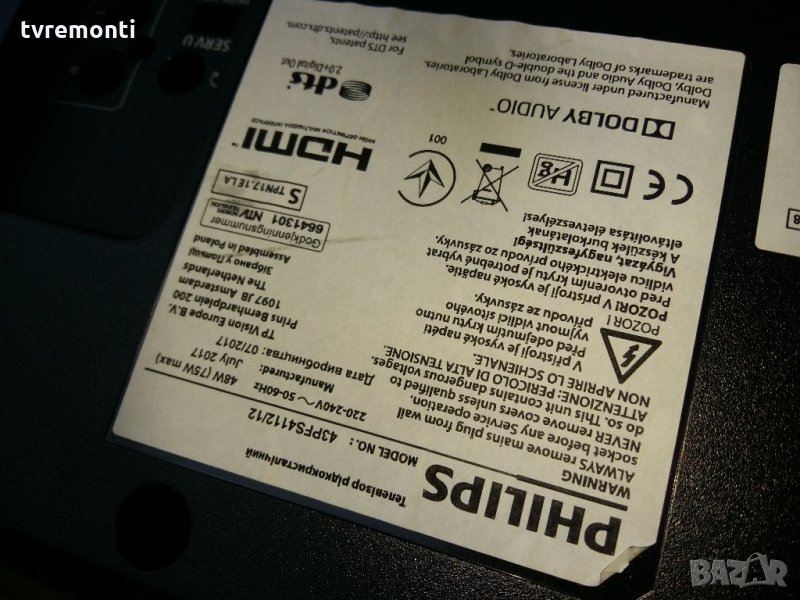 tvremonti
PHILIPS
Телевізор рідкокристалічний
MODEL NO.: 43PFS4112/12
220-240V ~ 50-60Hz
48W (75W max)
Manufactured: July 2017
Дата виробництва: 07/2017
TP Vision Europe B.V.
Prins Bernhardplein 200
1097 JB Amsterdam
The Netherlands
Зібрано у Польщі
Assembled in Poland
Godkjenningsnummer
6641301 NTV
S TPN17.1E LA
WARNING
ALWAYS remove mains plug from wall
socket before any service operation
NEVER remove covers unless qualified to
do so. This unit contains dangerous voltages.
ATTENZIONE: PERICOLO DI ALTA TENSIONE.
NON APRIRE LO SCHIENALE.
V přístroji je vysoké napětí
Před odejmutím krytu nutno
vyjmout vidlici síťového
přívodu ze zásuvky.
POZOR!
POZOR! V prístroji je vysoké napätie.
Pred otvorením krytu je potrebné vybrat
vidlicu elektrického prívodu zo zásuvky.
Vigyázat, nagyfeszültség!
A készülek burkolatának
eltávolítása életveszélyes!
CE
Hg
001
HDMI™
HIGH-DEFINITION MULTIMEDIA INTERFACE
DOLBY AUDIO™
dts
2.0+Digital Out
Manufactured under license from Dolby Laboratories.
Dolby, Dolby Audio and the double-D symbol
are trademarks of Dolby Laboratories.
For DTS patents,
see http://patents.dts.com.
SERV.U
BAZAR